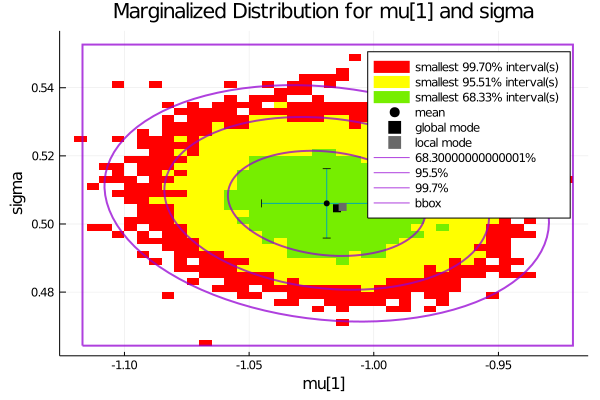 Marginalized Distribution for mu[1] and sigma
smallest 99.70% interval(s)
smallest 95.51% interval(s)
smallest 68.33% interval(s)
mean
global mode
local mode
68.30000000000001%
95.5%
99.7%
bbox
sigma
0.54
0.52
0.50
0.48
-1.10
-1.05
-1.00
-0.95
mu[1]